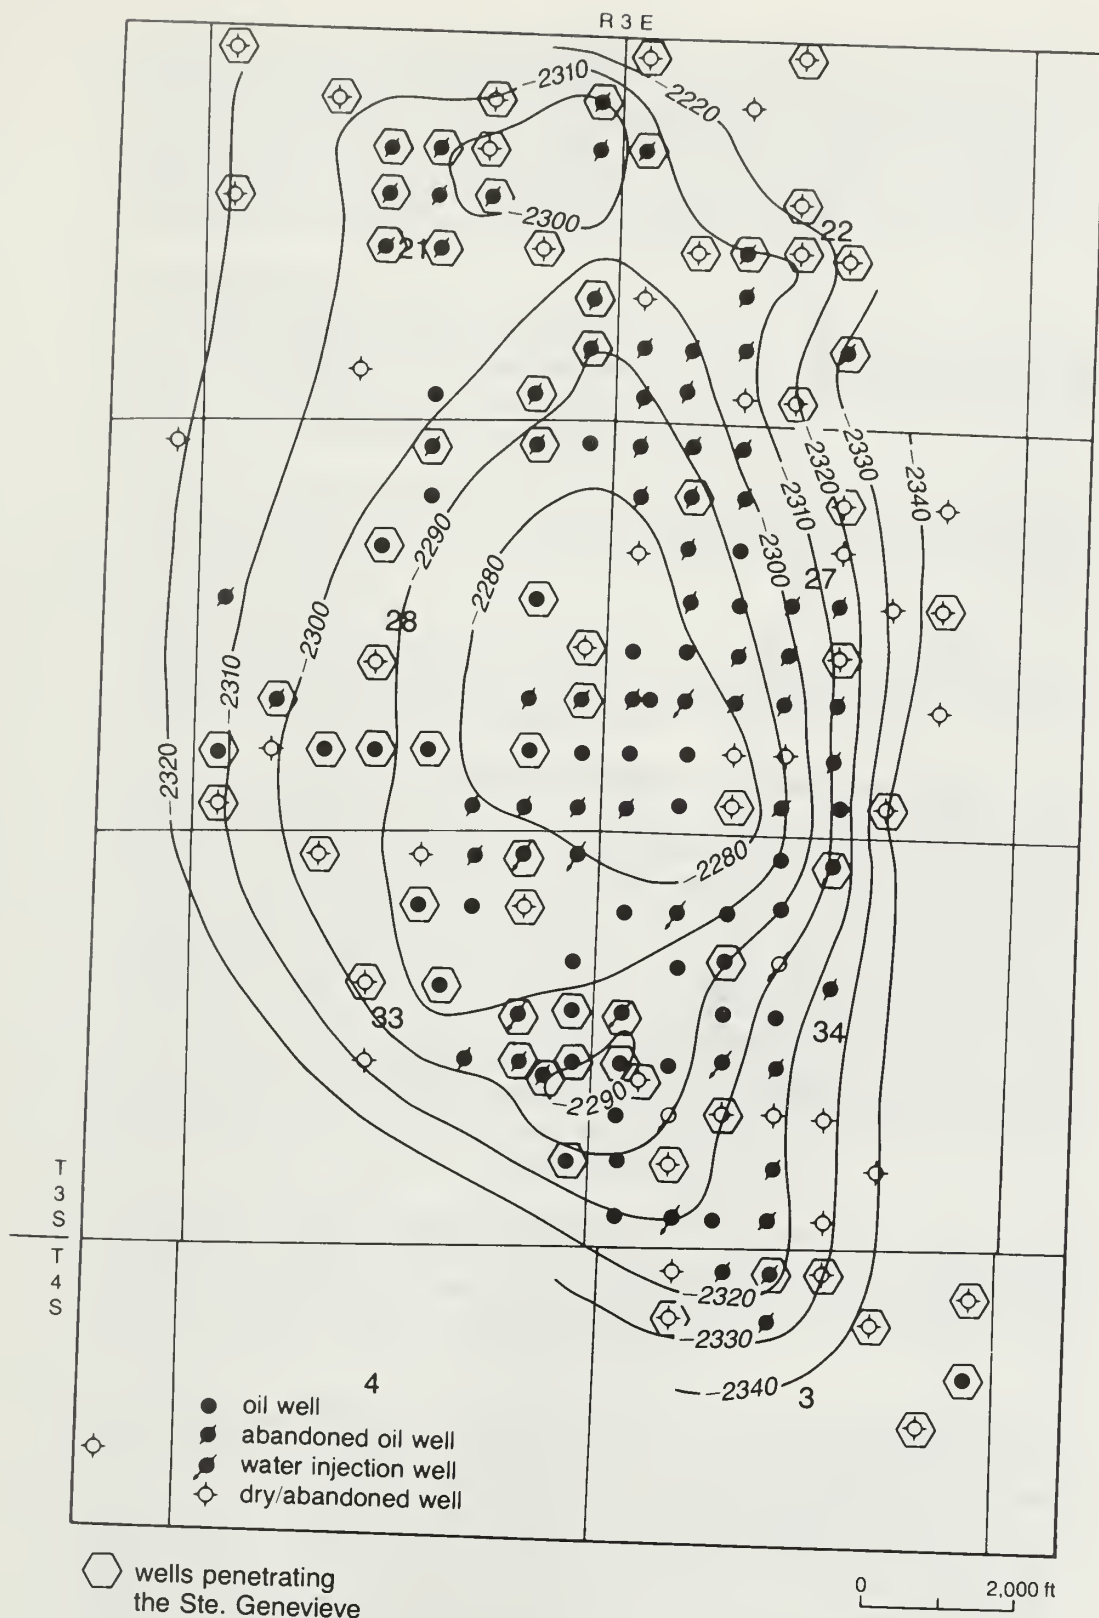 R 3 E
-2310
-2220
-2300
21
22
-2330
-2320
-2340
-2310
-2290
-2300
-2280
27
28
-2300
-2310
-2320
-2280
33
34
-2290
T
3
S
T
4
S
-2320
-2330
-2340
4
3
oil well
abandoned oil well
water injection well
dry/abandoned well
wells penetrating
the Ste. Genevieve
0 2,000 ft